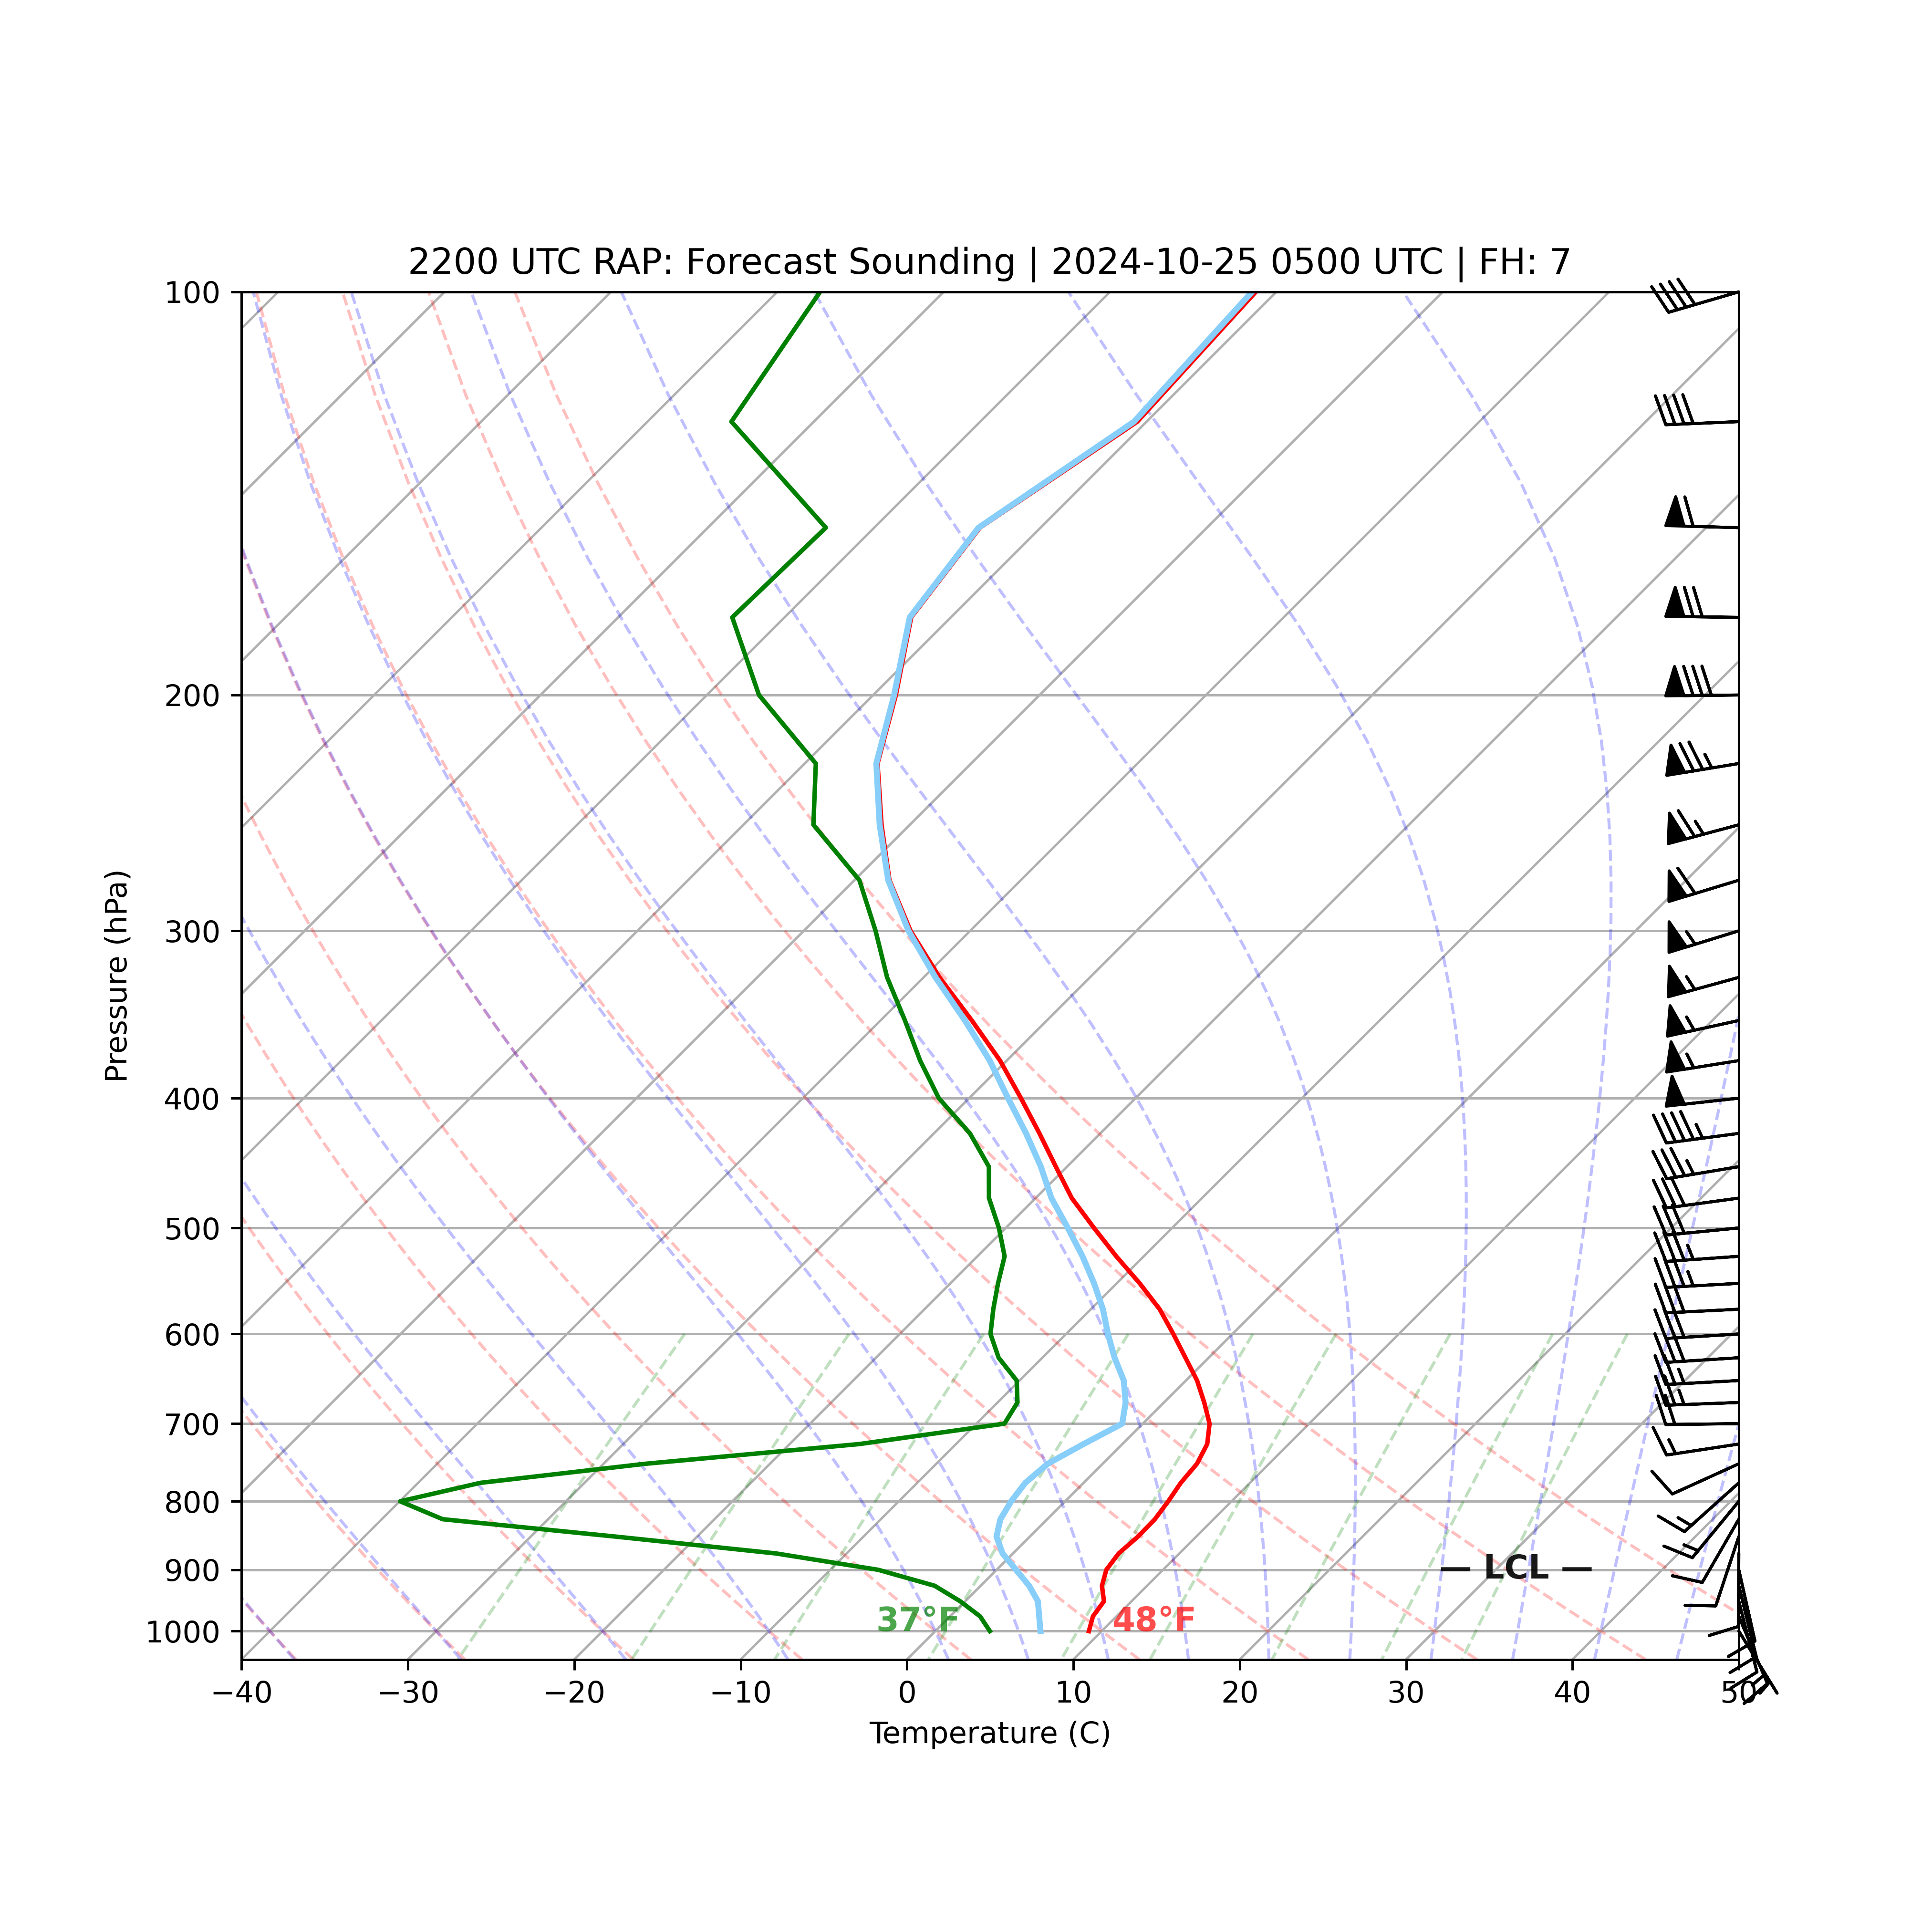 2200 UTC RAP: Forecast Sounding | 2024-10-25 0500 UTC | FH: 7
100
200
300
400
500
600
700
800
900
1000
Pressure (hPa)
— LCL —
37°F
48°F
−40 −30 −20 −10 0 10 20 30 40 50
Temperature (C)